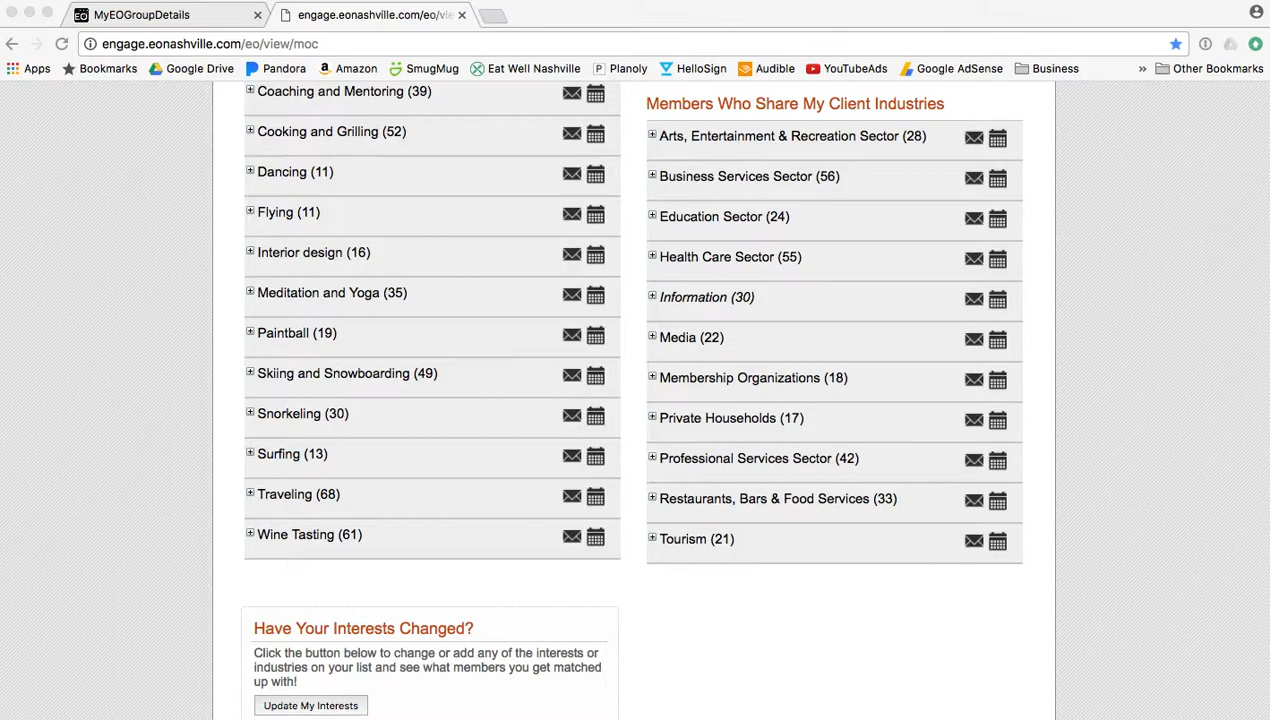 MyEOGroupDetails
engage.eonashville.com/eo/vie
engage.eonashville.com/eo/view/moc
Apps Bookmarks Google Drive Pandora Amazon SmugMug Eat Well Nashville Planoly HelloSign Audible YouTubeAds Google AdSense Business » Other Bookmarks
Coaching and Mentoring (39)
Cooking and Grilling (52)
Dancing (11)
Flying (11)
Interior design (16)
Meditation and Yoga (35)
Paintball (19)
Skiing and Snowboarding (49)
Snorkeling (30)
Surfing (13)
Traveling (68)
Wine Tasting (61)
Members Who Share My Client Industries
Arts, Entertainment & Recreation Sector (28)
Business Services Sector (56)
Education Sector (24)
Health Care Sector (55)
Information (30)
Media (22)
Membership Organizations (18)
Private Households (17)
Professional Services Sector (42)
Restaurants, Bars & Food Services (33)
Tourism (21)
Have Your Interests Changed?
Click the button below to change or add any of the interests or
industries on your list and see what members you get matched
up with!
Update My Interests